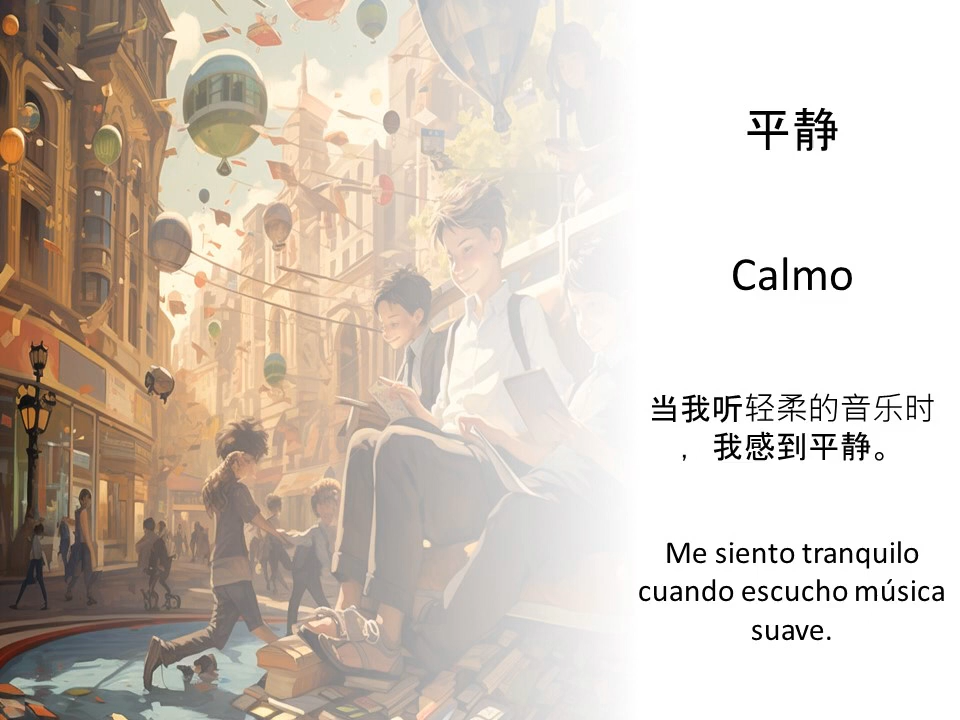 平静
Calmo
当我听轻柔的音乐时
，我感到平静。
Me siento tranquilo
cuando escucho música
suave.